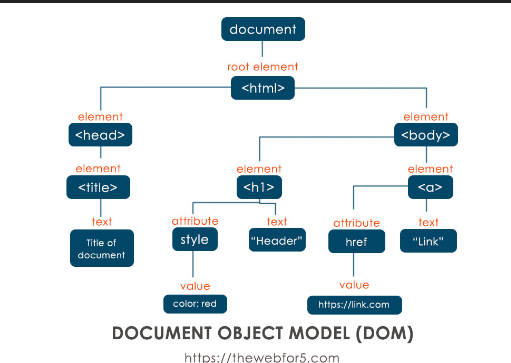 document
root element
<html>
element
element
<head>
<body>
element
element
element
<title>
<h1>
<a>
text
attribute
text
attribute
text
Title of
document
style
"Header"
href
"Link"
value
value
color: red
https://link.com
DOCUMENT OBJECT MODEL (DOM)
https://thewebfor5.com